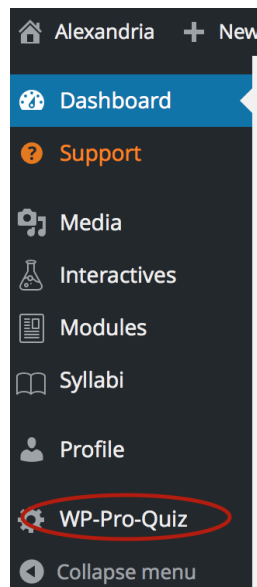 Alexandria + New
Dashboard
? Support
Media
Interactives
Modules
Syllabi
Profile
WP-Pro-Quiz
Collapse menu